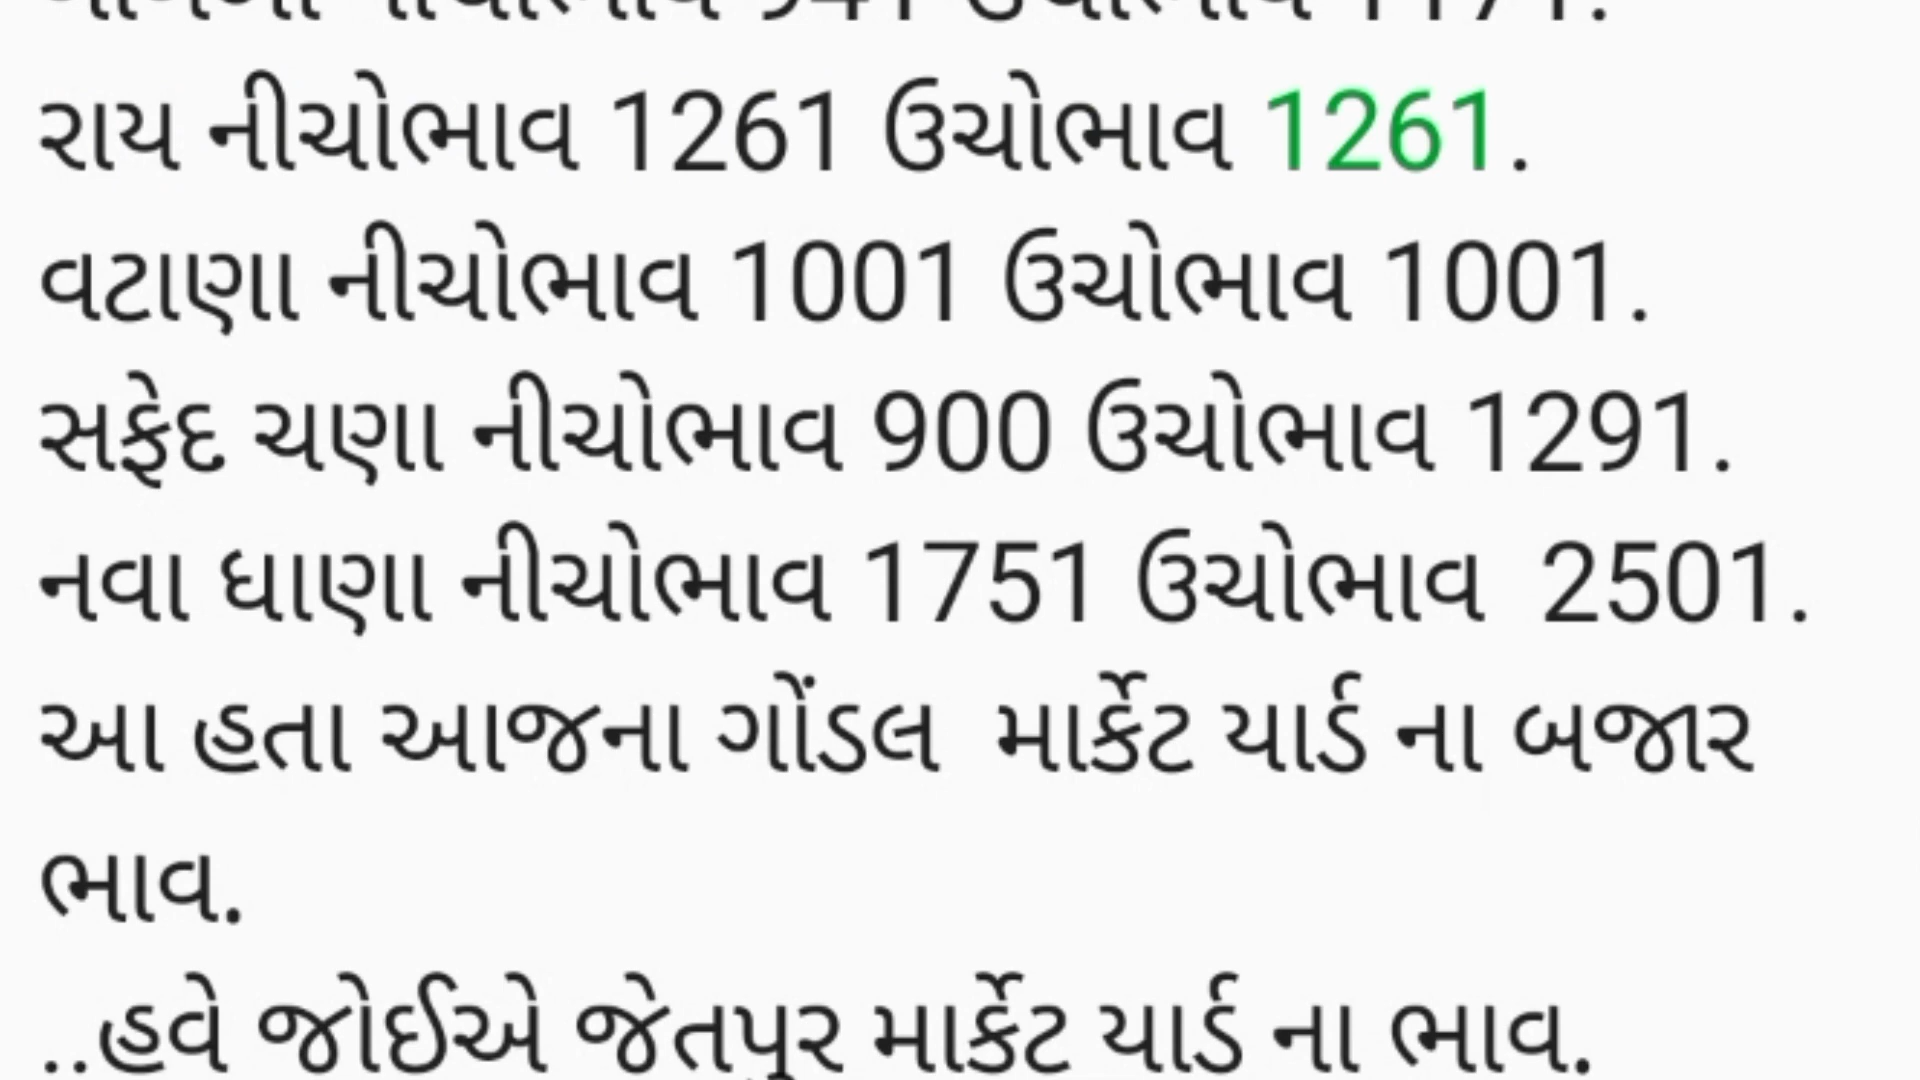 રાય નીચોભાવ 1261 ઉચોભાવ 1261.
વટાણા નીચોભાવ 1001 ઉચોભાવ 1001.
સફેદ ચણા નીચોભાવ 900 ઉચોભાવ 1291.
નવા ધાણા નીચોભાવ 1751 ઉચોભાવ 2501.
આ હતા આજના ગોંડલ માર્કેટ યાર્ડ ના બજાર
ભાવ.
..હવે જોઈએ જેતપુર માર્કેટ યાર્ડ ના ભાવ.